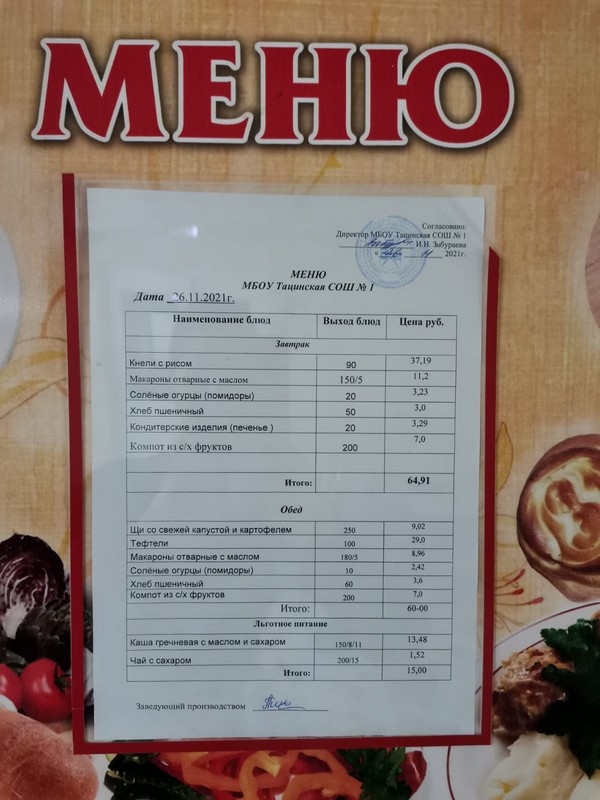 МЕНЮ
Согласовано:
Директор МБОУ Тацинская СОШ № 1
И.Н. Забураева
2021г.
МЕНЮ
МБОУ Тацинская СОШ № 1
Дата 26.11.2021г.
Наименование блюд Выход блюд Цена руб.
Завтрак
Кнели с рисом 90 37,19
Макароны отварные с маслом 150/5 11,2
Солёные огурцы (помидоры) 20 3,23
Хлеб пшеничный 50 3,0
Кондитерские изделия (печенье ) 20 3,29
Компот из с/х фруктов 200 7,0
Итого: 64,91
Обед
Щи со свежей капустой и картофелем 250 9,02
Тефтели 100 29,0
Макароны отварные с маслом 180/5 8,96
Солёные огурцы (помидоры) 10 2,42
Хлеб пшеничный 60 3,6
Компот из с/х фруктов 200 7,0
Итого: 60-00
Льготное питание
Каша гречневая с маслом и сахаром 150/8/11 13,48
Чай с сахаром 200/15 1,52
Итого: 15,00
Заведующий производством